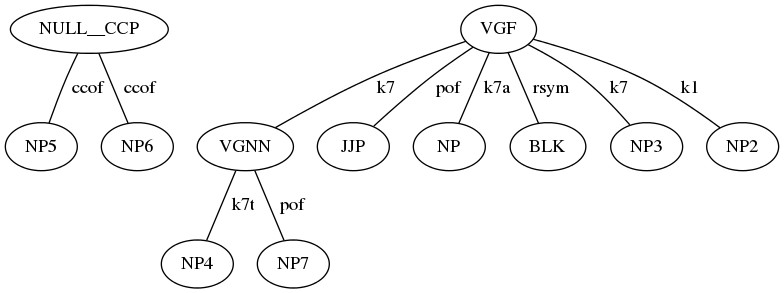 NULL__CCP VGF
ccof ccof k7 pof k7a rsym k7 k1
NP5 NP6 VGNN JJP NP BLK NP3 NP2
k7t pof
NP4 NP7